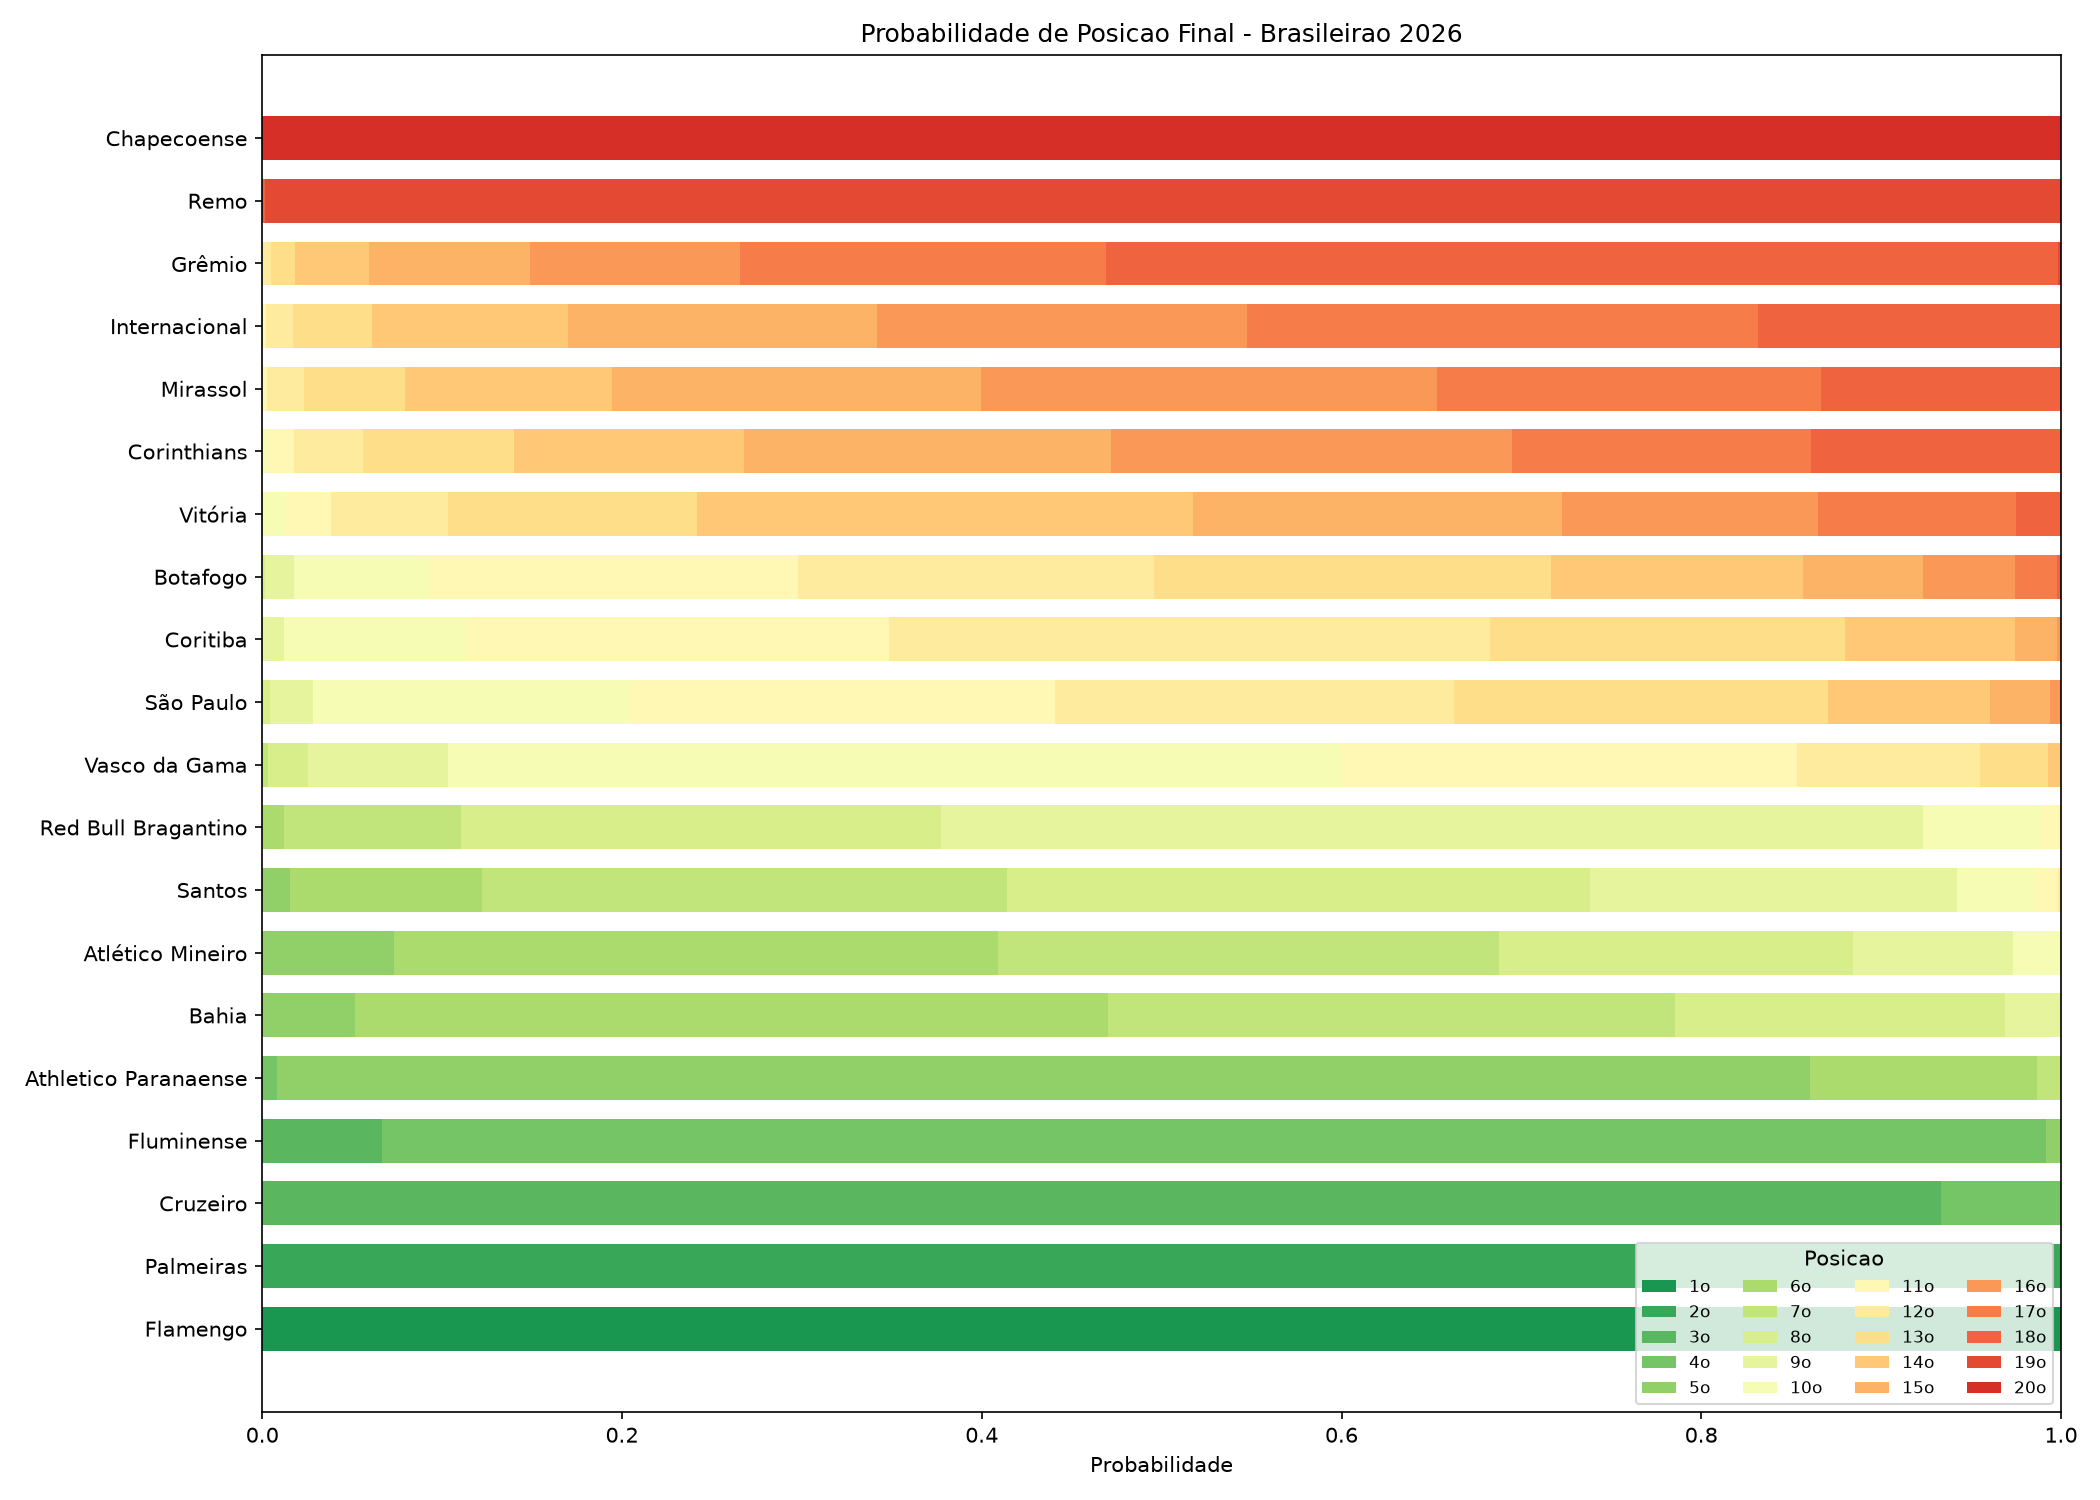 Probabilidade de Posicao Final - Brasileirao 2026
Chapecoense
Remo
Grêmio
Internacional
Mirassol
Corinthians
Vitória
Botafogo
Coritiba
São Paulo
Vasco da Gama
Red Bull Bragantino
Santos
Atlético Mineiro
Bahia
Athletico Paranaense
Fluminense
Cruzeiro
Palmeiras
Flamengo
Posicao
1o 6o 11o 16o
2o 7o 12o 17o
3o 8o 13o 18o
4o 9o 14o 19o
5o 10o 15o 20o
0.0 0.2 0.4 0.6 0.8 1.0
Probabilidade